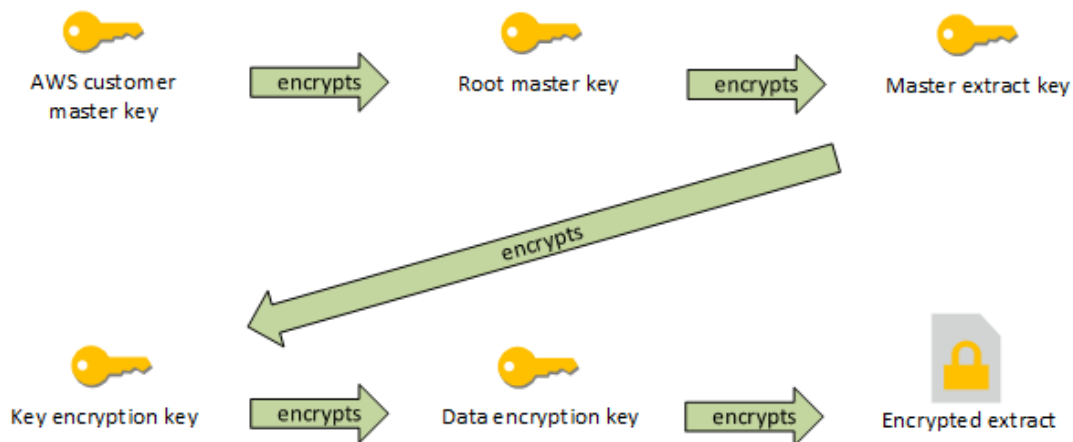 AWS customer
master key
encrypts
Root master key
encrypts
Master extract key
encrypts
Key encryption key
encrypts
Data encryption key
encrypts
Encrypted extract